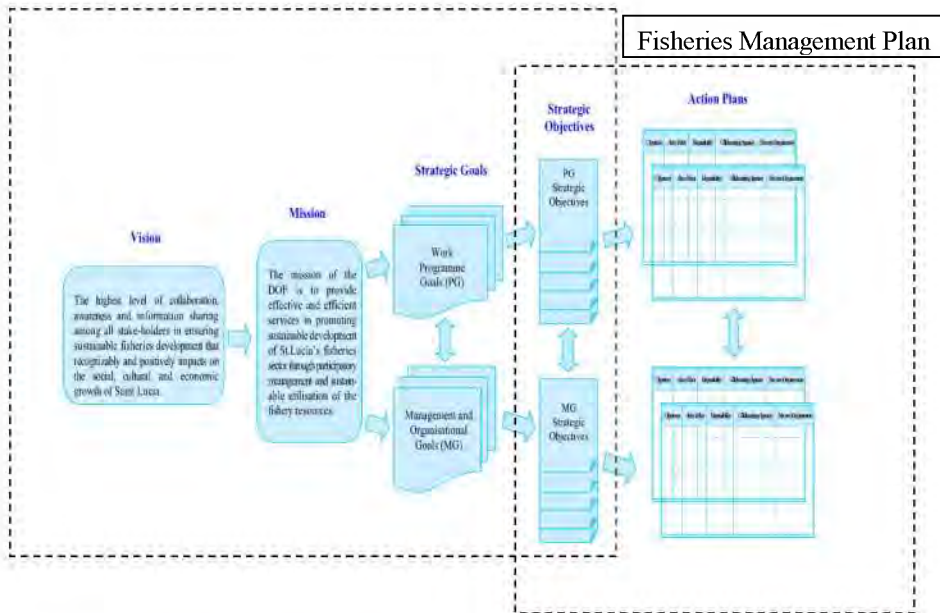 Fisheries Management Plan
Vision
The highest level of collaboration,
awareness and information sharing
among all stake-holders in ensuring
sustainable fisheries development that
recognizably and positively impacts on
the social, cultural and economic
growth of Saint Lucia.
Mission
The mission of the
DOF is to provide
effective and efficient
services in promoting
sustainable development
of St.Lucia's fisheries
sector through participatory
management and sustain-
able utilisation of the
fishery resources.
Strategic Goals
Work
Programme
Goals (PG)
Management and
Organisational
Goals (MG)
Strategic
Objectives
PG
Strategic
Objectives
MG
Strategic
Objectives
Action Plans